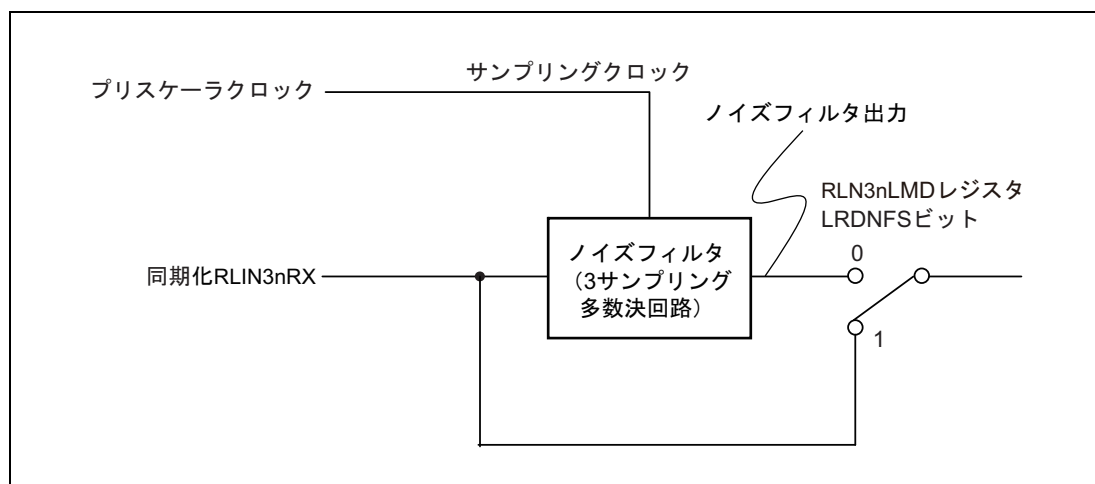 サンプリングクロック
プリスケーラクロック
ノイズフィルタ出力
RLN3nLMDレジスタ
LRDNFSビット
0
同期化RLIN3nRX
ノイズフィルタ
（3サンプリング
多数決回路）
1